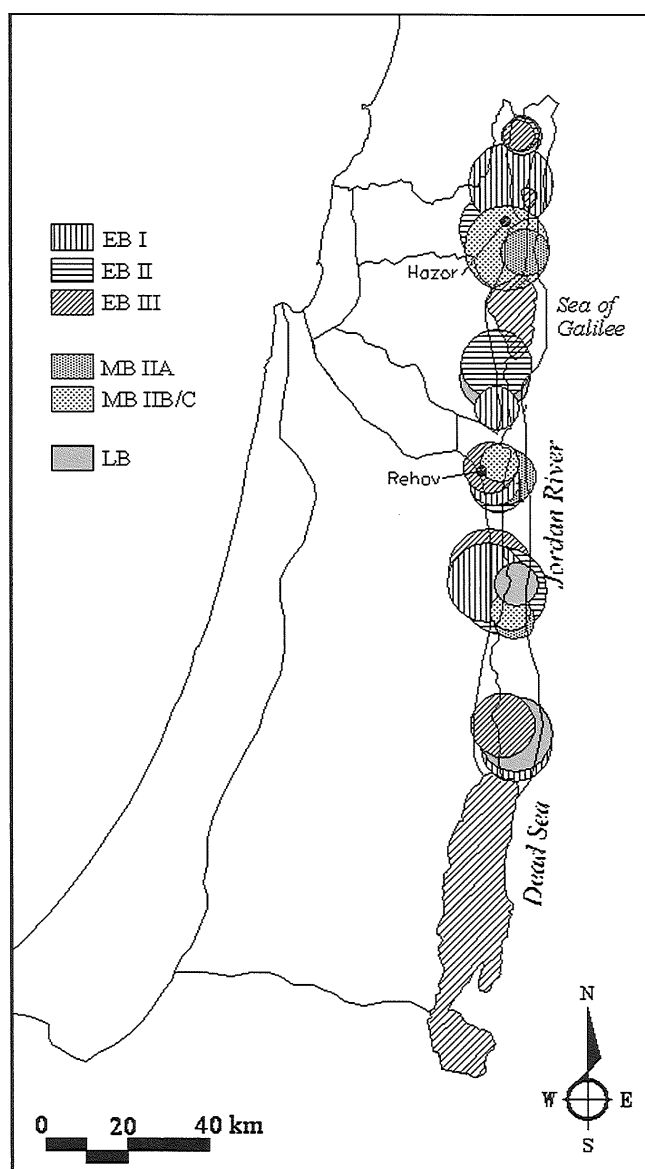 EB I
EB II
EB III
MB IIA
MB IIB/C
LB
Hazor
Sea of
Galilee
Rehov
Jordan River
Dead Sea
N
W E
S
0 20 40 km